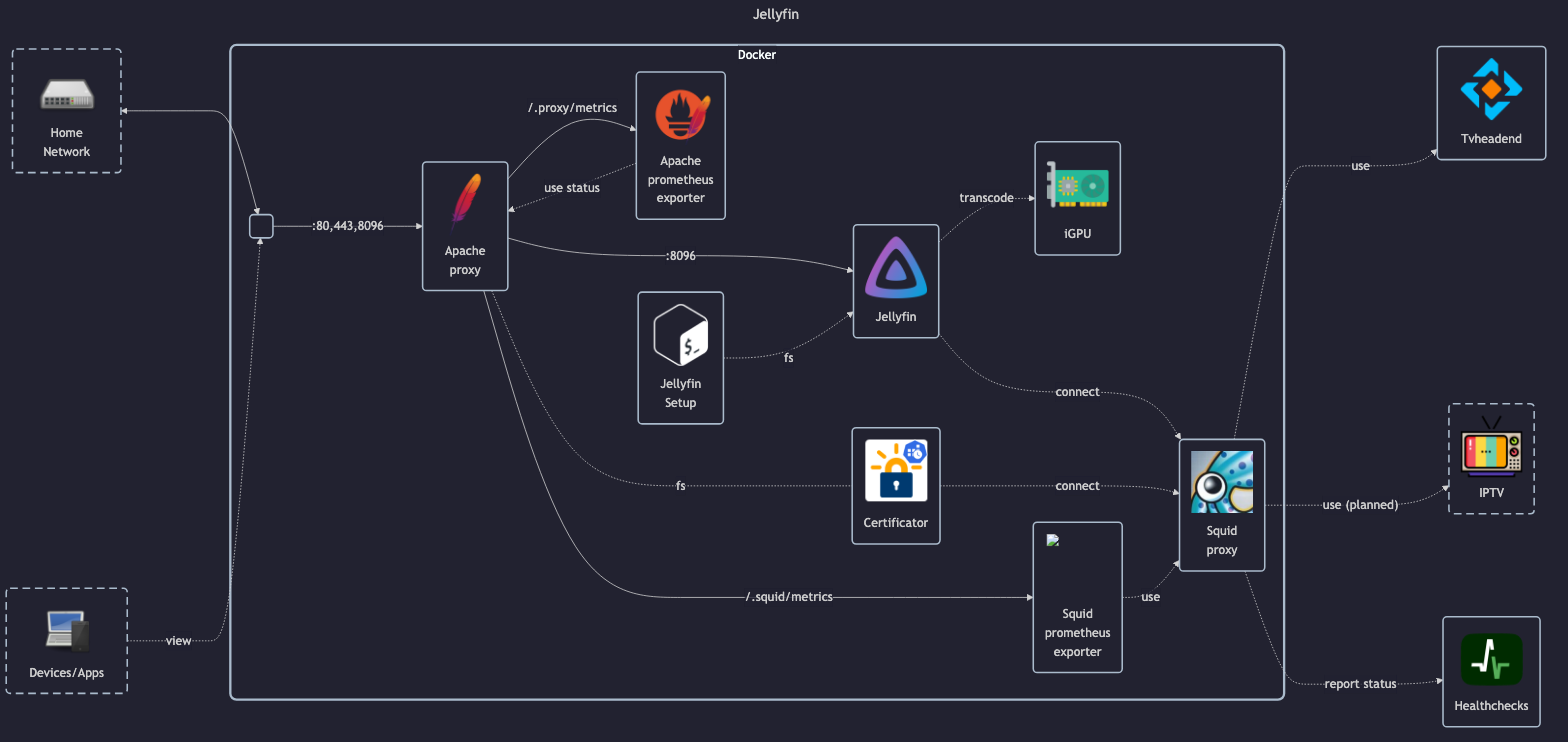 Jellyfin
Docker
Home
Network
/.proxy/metrics
Apache
prometheus
exporter
use status
Tvheadend
use
transcode
iGPU
:80,443,8096
Apache
proxy
:8096
Jellyfin
$_
Jellyfin
Setup
fs
connect
fs
Certificator
connect
Squid
proxy
use (planned)
IPTV
/.squid/metrics
Squid
prometheus
exporter
use
view
Devices/Apps
report status
Healthchecks